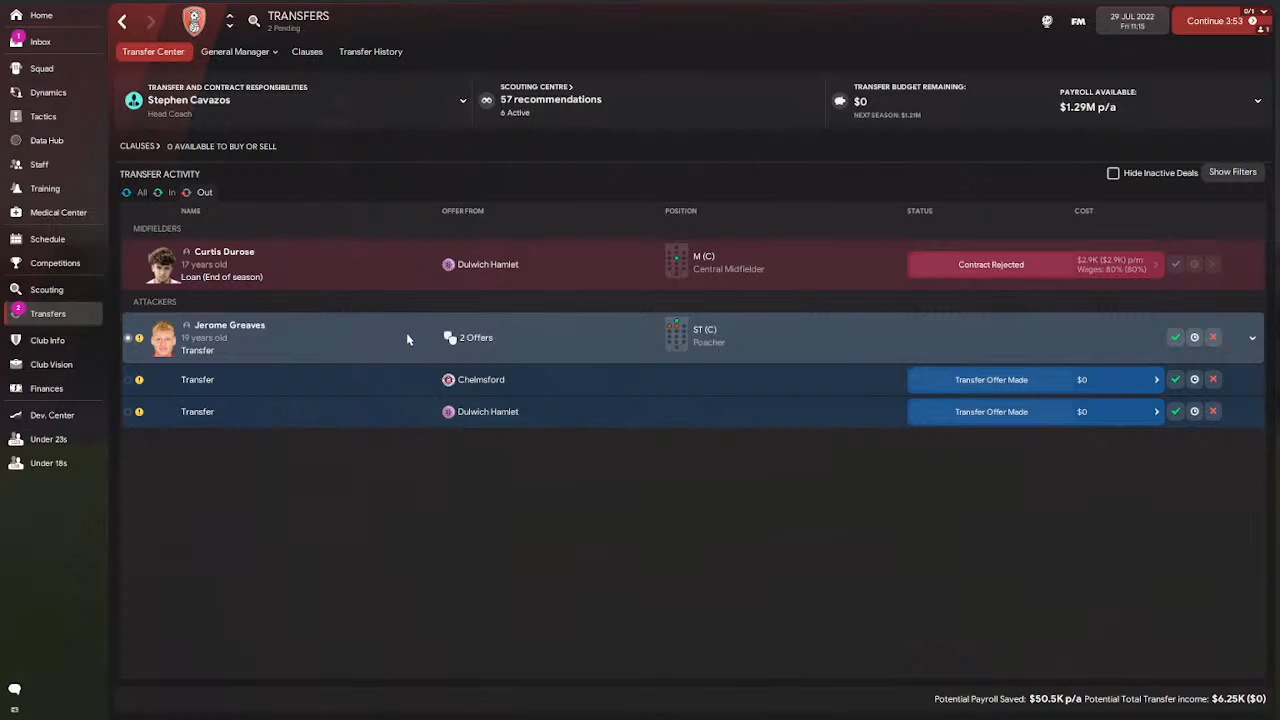 Home
1
Inbox
Squad
Dynamics
Tactics
Data Hub
Staff
Training
Medical Center
Schedule
Competitions
Scouting
2
Transfers
Club Info
Club Vision
Finances
Dev. Center
Under 23s
Under 18s
TRANSFERS
2 Pending
FM
29 JUL 2022
Fri 11:15
Continue 3:53
0/1
1
Transfer Center
General Manager
Clauses
Transfer History
TRANSFER AND CONTRACT RESPONSIBILITIES
Stephen Cavazos
Head Coach
SCOUTING CENTRE >
57 recommendations
6 Active
TRANSFER BUDGET REMAINING:
$0
NEXT SEASON: $1.21M
PAYROLL AVAILABLE:
$1.29M p/a
CLAUSES > 0 AVAILABLE TO BUY OR SELL
TRANSFER ACTIVITY
Hide Inactive Deals
Show Filters
All In Out
NAME OFFER FROM POSITION STATUS COST
MIDFIELDERS
Curtis Durose
17 years old
Loan (End of season)
Dulwich Hamlet
M (C)
Central Midfielder
Contract Rejected
$2.9K ($2.9K) p/m
Wages: 80% (80%)
ATTACKERS
Jerome Greaves
19 years old
Transfer
2 Offers
ST (C)
Poacher
Transfer Chelmsford Transfer Offer Made $0
Transfer Dulwich Hamlet Transfer Offer Made $0
Potential Payroll Saved: $50.5K p/a Potential Total Transfer income: $6.25K ($0)